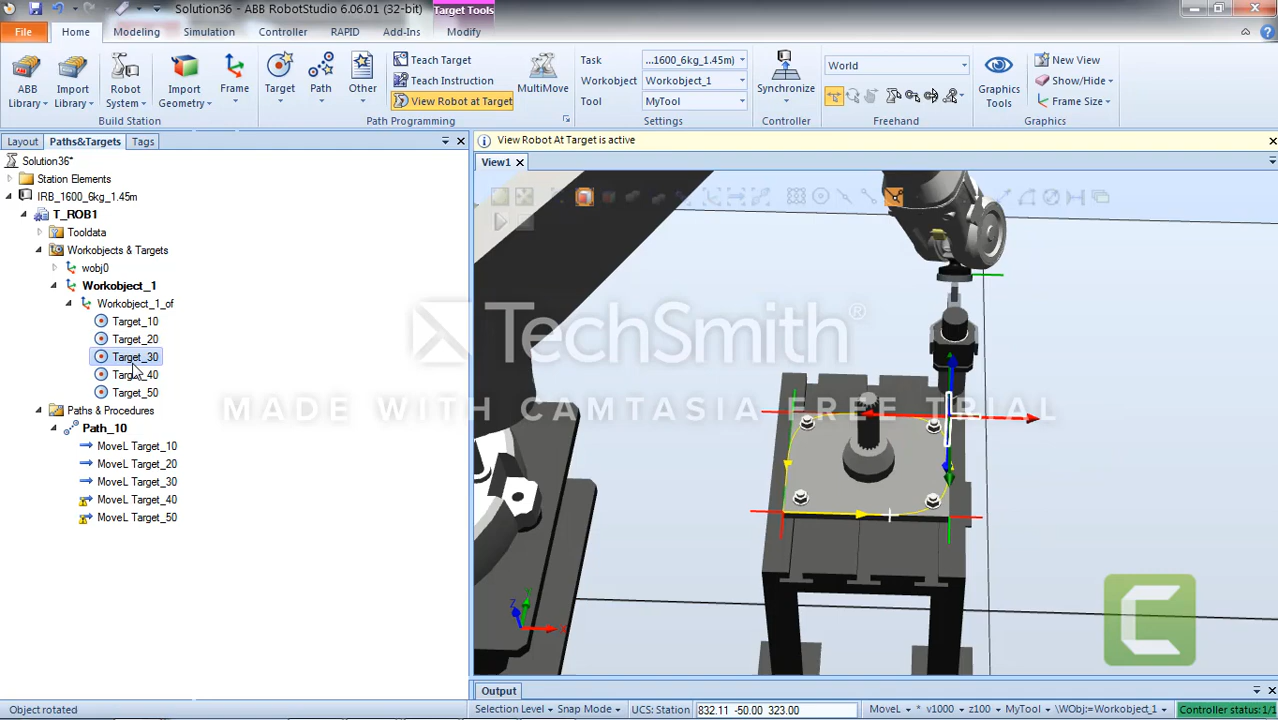 Solution36 - ABB RobotStudio 6.06.01 (32-bit)
Target Tools
File
Home
Modeling
Simulation
Controller
RAPID
Add-Ins
Modify
ABB Library
Import Library
Robot System
Import Geometry
Frame
Build Station
Target
Path
Other
Teach Target
Teach Instruction
View Robot at Target
MultiMove
Path Programming
Task
...1600_6kg_1.45m)
Workobject
Workobject_1
Tool
MyTool
Settings
Synchronize
Controller
World
Freehand
Graphics Tools
New View
Show/Hide
Frame Size
Graphics
Layout
Paths&Targets
Tags
View Robot At Target is active
View1
Solution36*
Station Elements
IRB_1600_6kg_1.45m
T_ROB1
Tooldata
Workobjects & Targets
wobj0
Workobject_1
Workobject_1_of
Target_10
Target_20
Target_30
Target_40
Target_50
Paths & Procedures
Path_10
MoveL Target_10
MoveL Target_20
MoveL Target_30
MoveL Target_40
MoveL Target_50
TechSmith®
MADE WITH CAMTASIA FREE TRIAL
Z
Y
X
C
Output
Object rotated
Selection Level
Snap Mode
UCS: Station
832.11 -50.00 323.00
MoveL
* v1000
z100
MyTool
\WObj:=Workobject_1
Controller status: 1/1